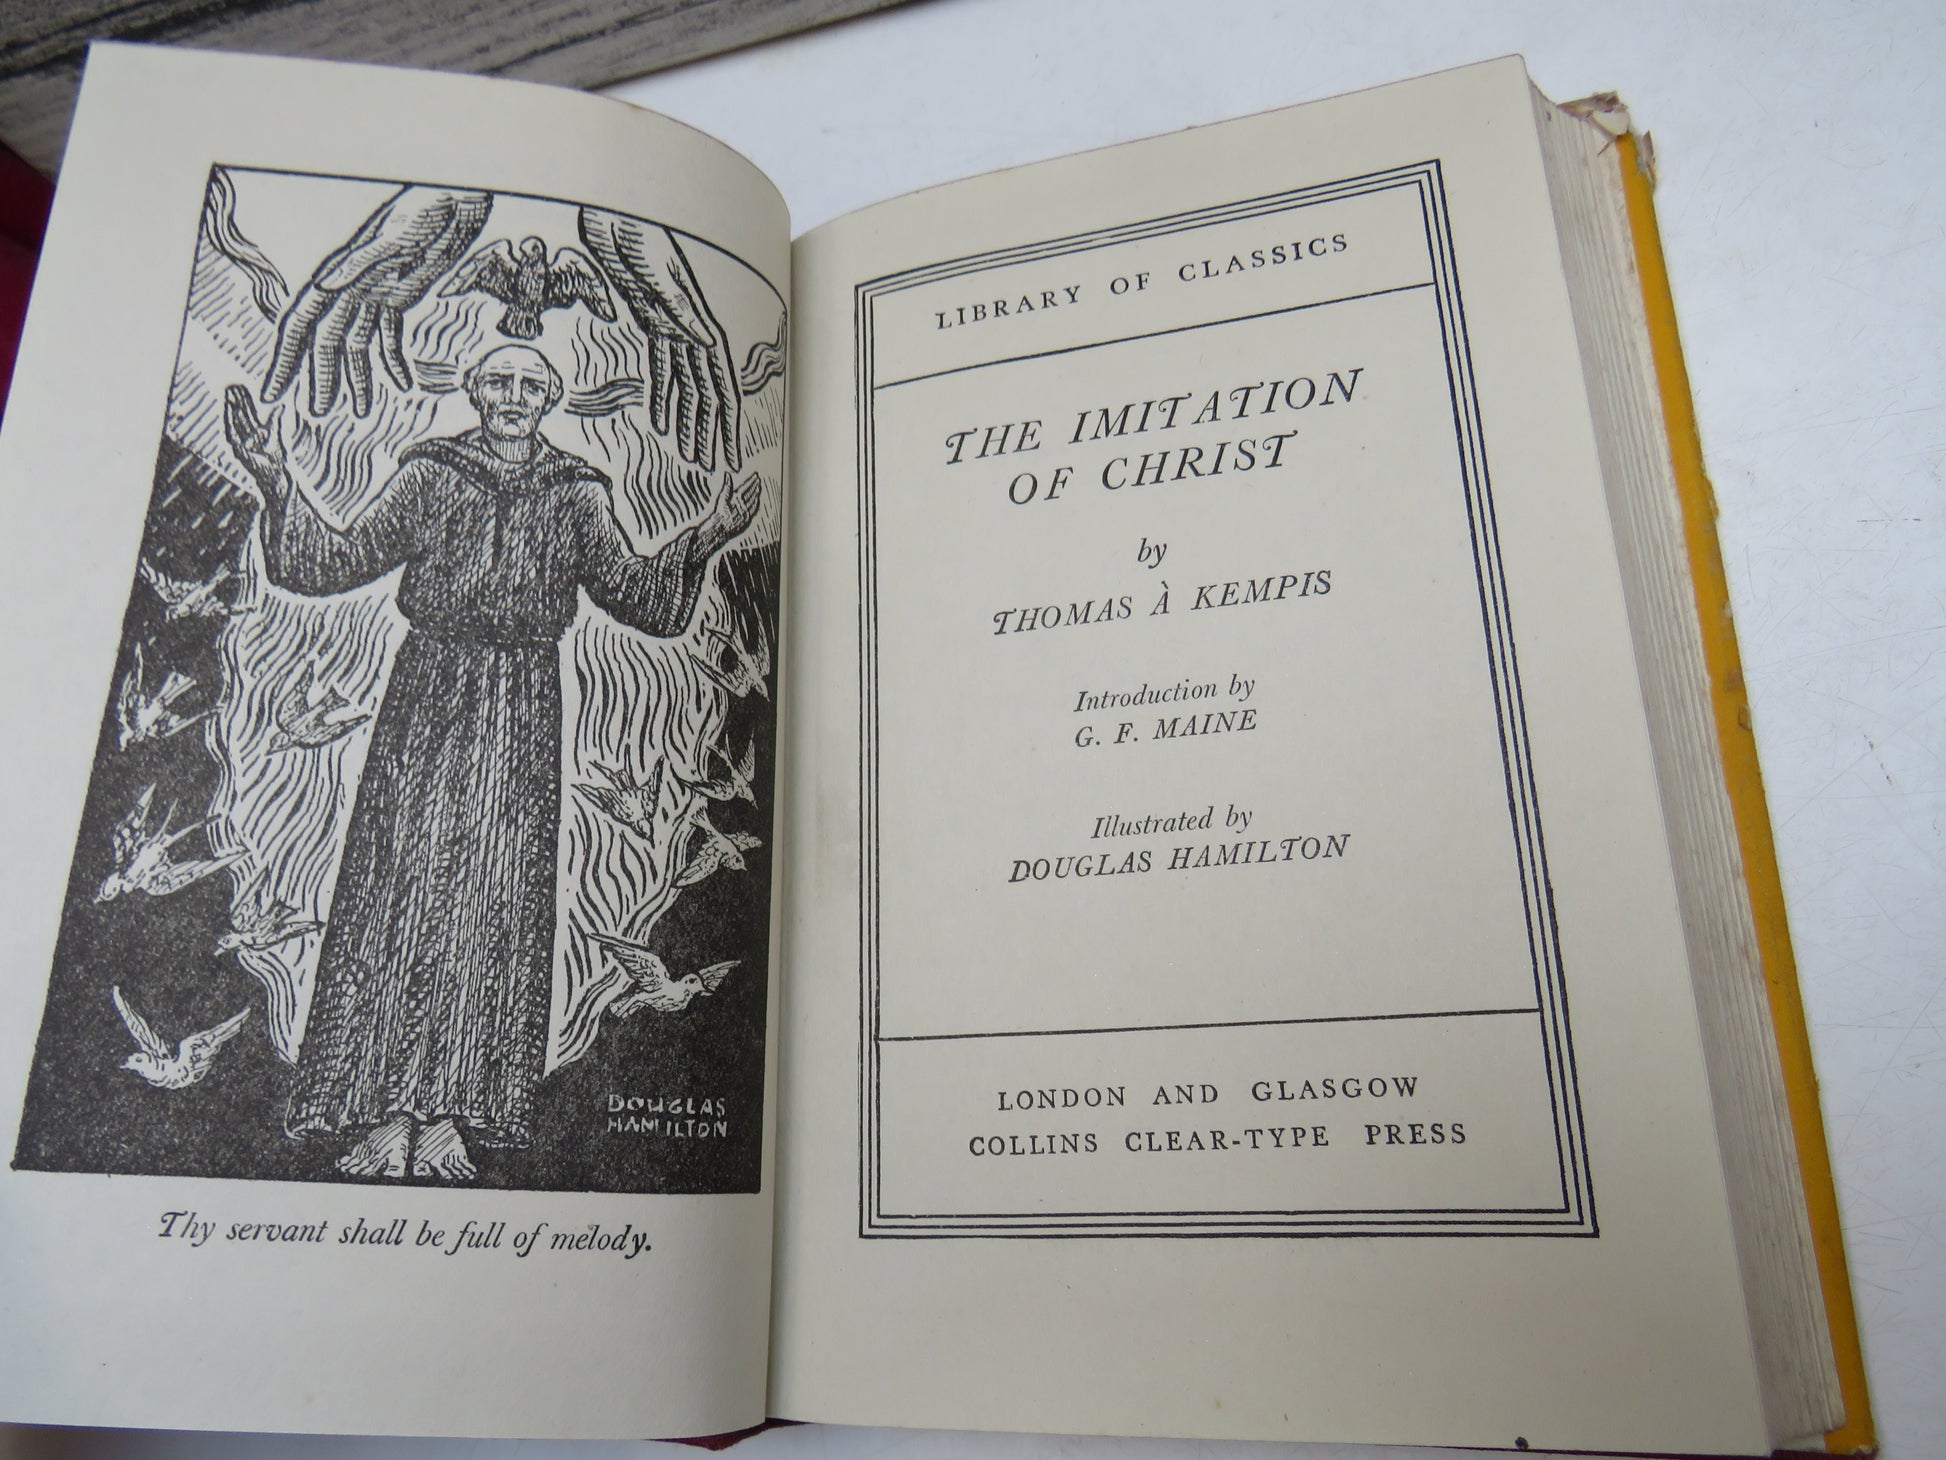 DOUGLAS
HAMILTON
Thy servant shall be full of melody.
LIBRARY OF CLASSICS
THE IMITATION
OF CHRIST
by
THOMAS À KEMPIS
Introduction by
G. F. MAINE
Illustrated by
DOUGLAS HAMILTON
LONDON AND GLASGOW
COLLINS CLEAR-TYPE PRESS